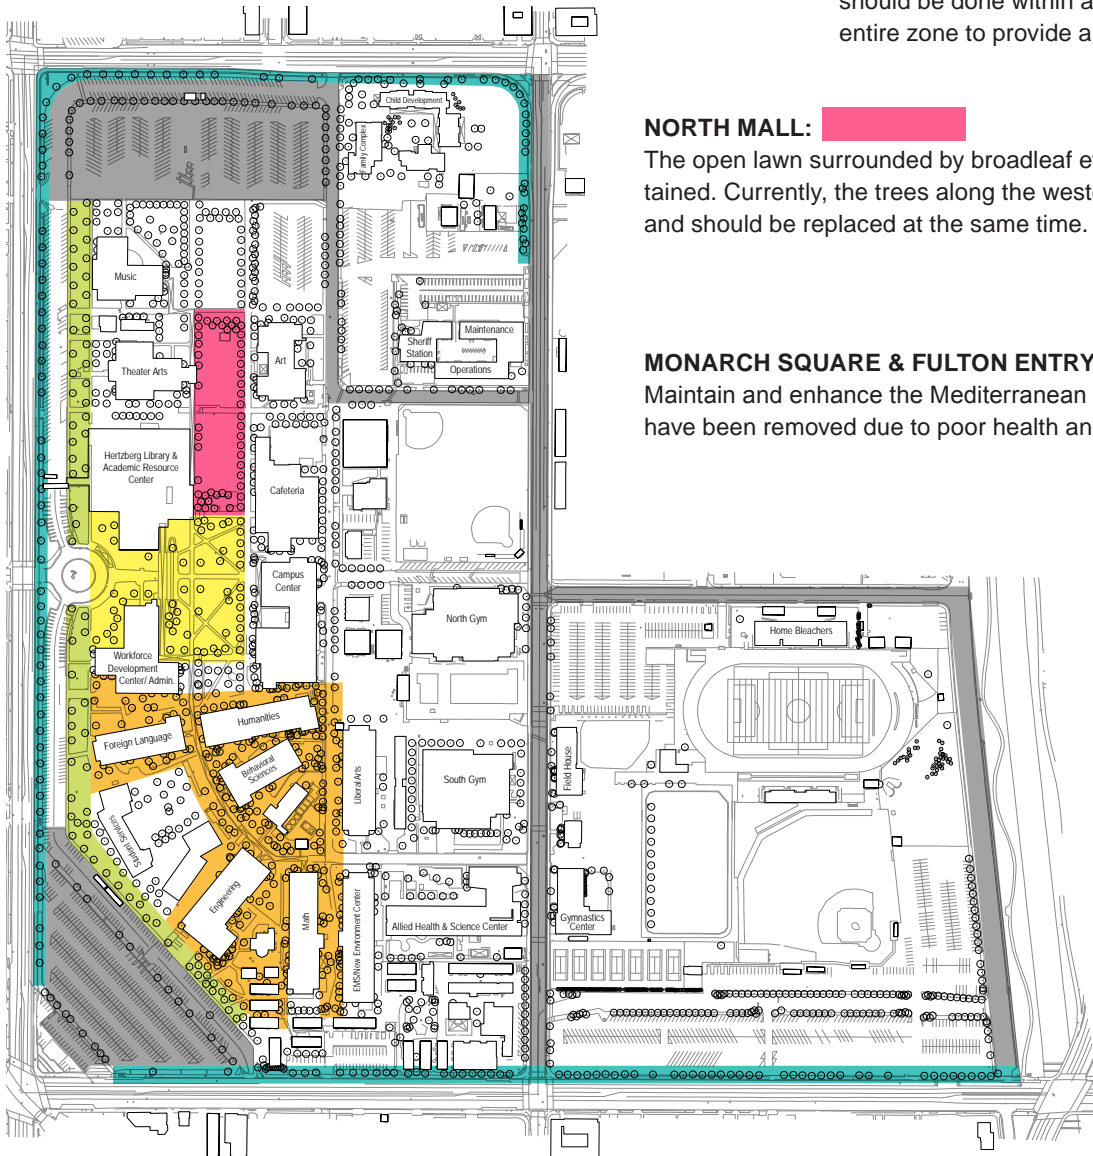 should be done within a
entire zone to provide a
NORTH MALL:
The open lawn surrounded by broadleaf e
tained. Currently, the trees along the west
and should be replaced at the same time.
MONARCH SQUARE & FULTON ENTRY
Maintain and enhance the Mediterranean
have been removed due to poor health an
Child Development
Family Complex
Music
Maintenance
Sheriff
Station
Operations
Art
Theater Arts
Hertzberg Library &
Academic Resource
Center
Cafeteria
Campus
Center
North Gym
Home Bleachers
Workforce
Development
Center/ Admin.
Humanities
Foreign Language
Behavioral
Sciences
Liberal Arts
South Gym
Field House
Student Services
Engineering
Math
EMS/New Environment Center
Allied Health & Science Center
Gymnastics
Center